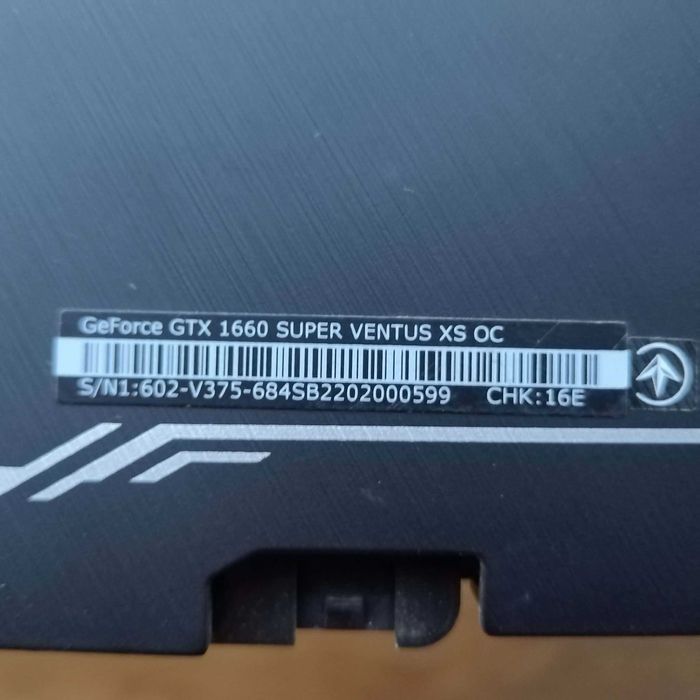 GeForce GTX 1660 SUPER VENTUS XS OC
S/N1:602-V375-684SB2202000599 CHK:16E